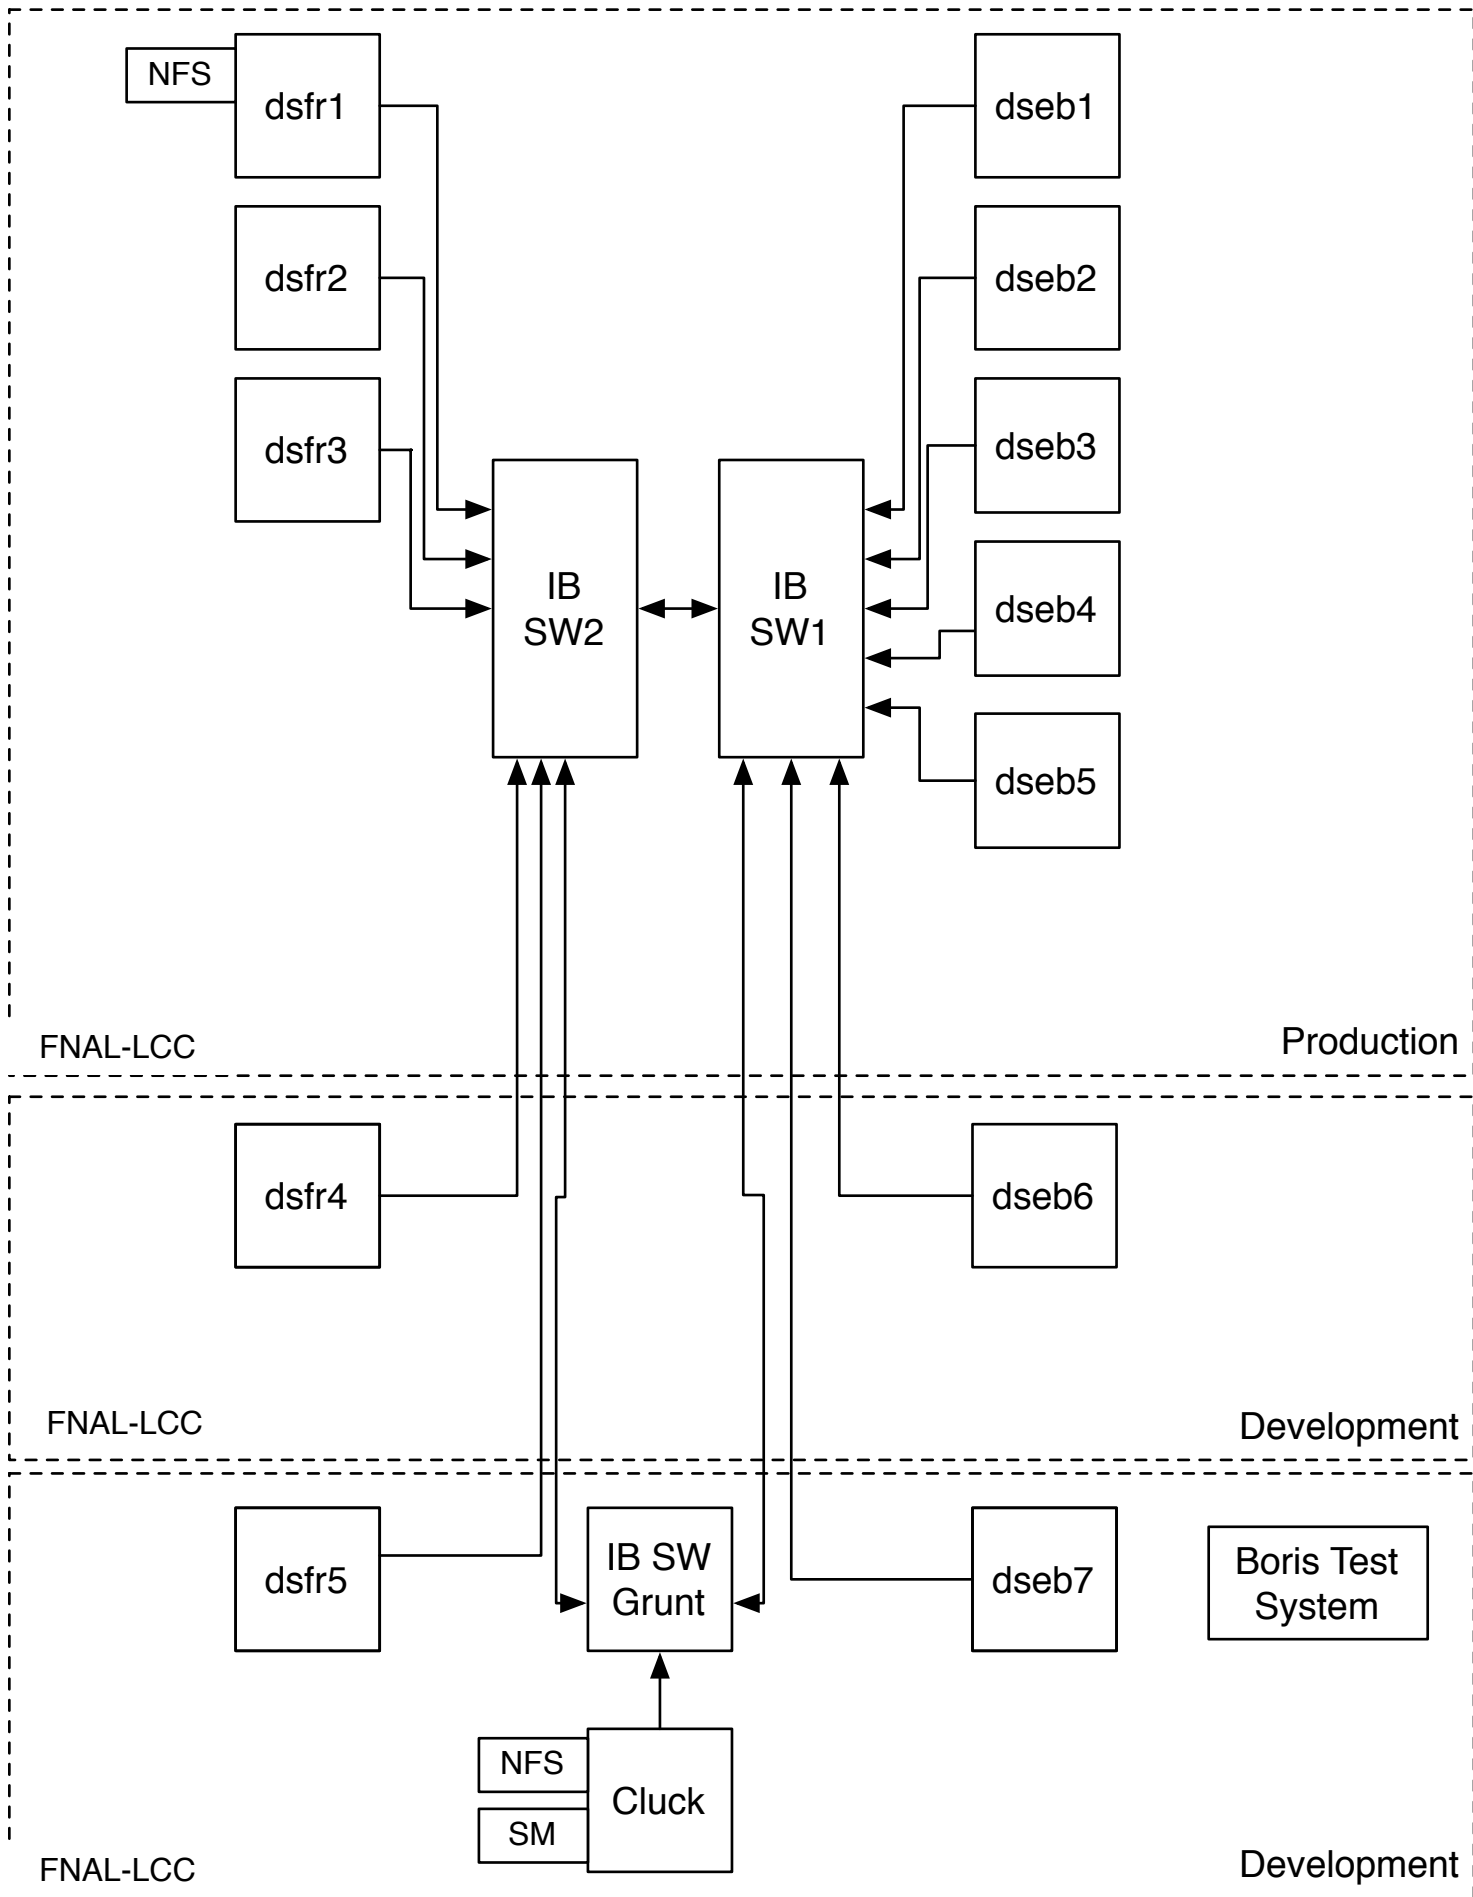 NFS
dsfr1
dseb1
dsfr2
dseb2
dsfr3
dseb3
IB
SW2
IB
SW1
dseb4
dseb5
FNAL-LCC
Production
dsfr4
dseb6
FNAL-LCC
Development
dsfr5
IB SW
Grunt
dseb7
Boris Test
System
NFS
SM
Cluck
FNAL-LCC
Development